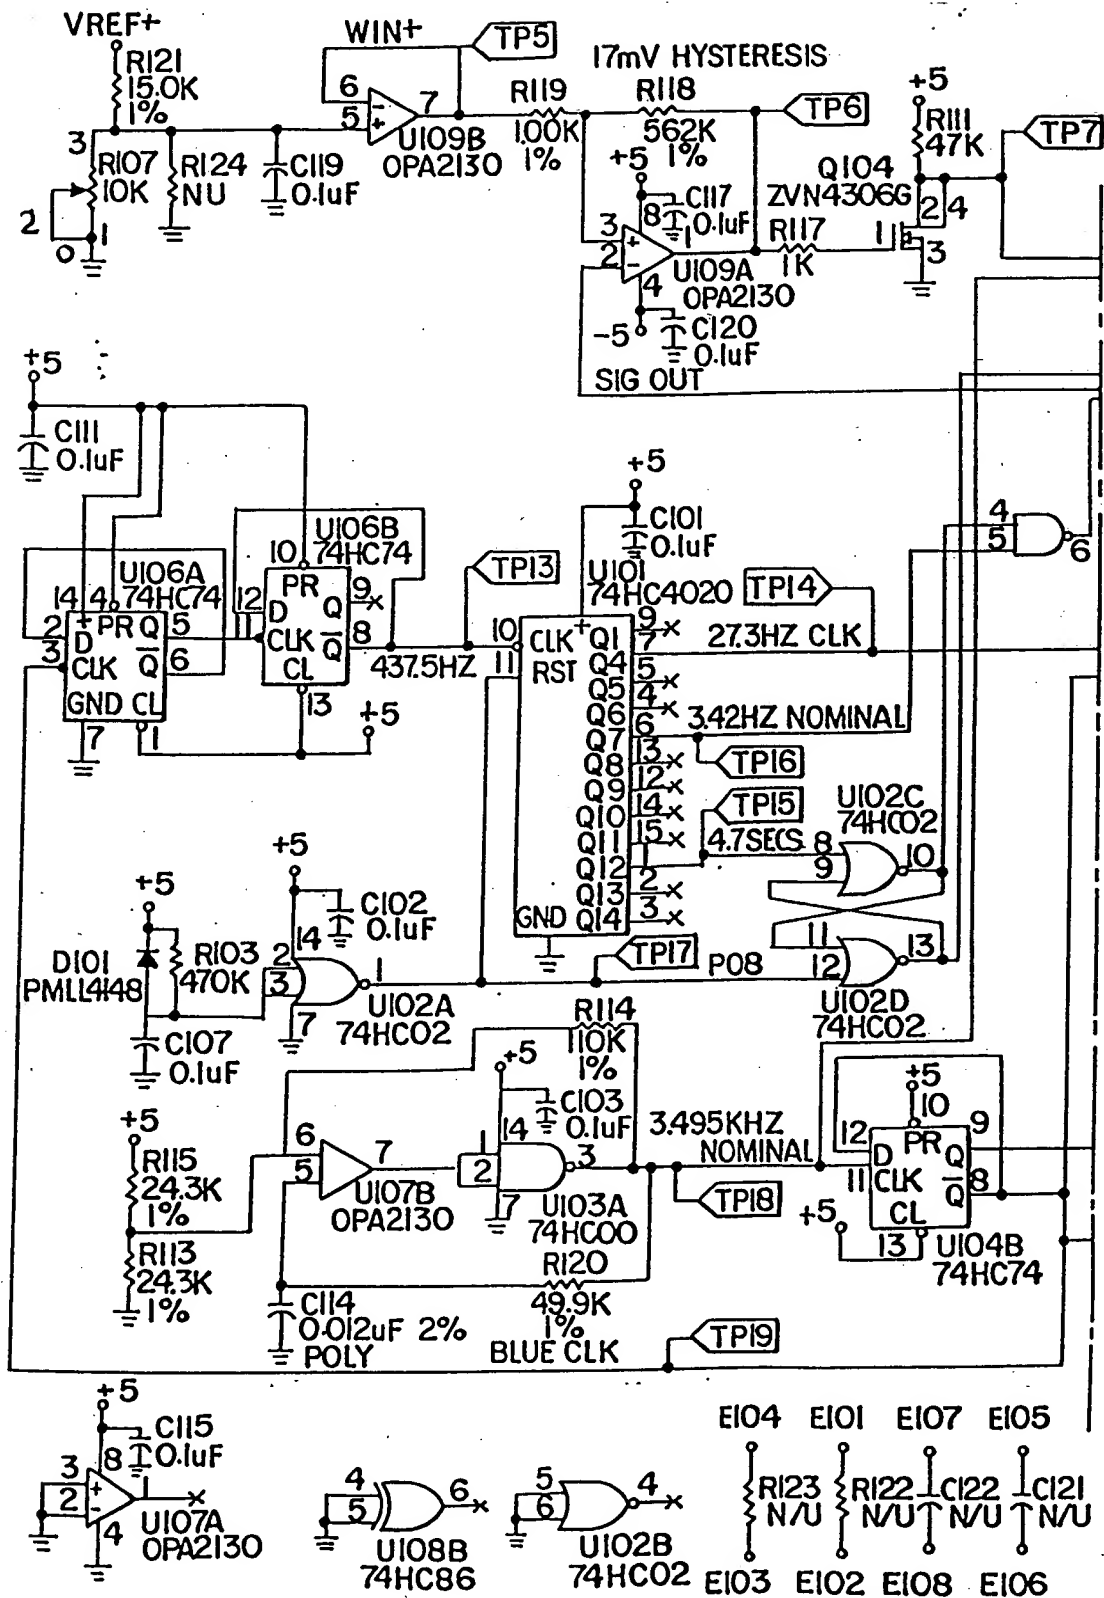 VREF+
R121
15.0K
1%
3
R107
10K
2
1
0
R124
NU
C119
0.1uF
WIN+
TP5
6
5
-
+
7
U109B
OPA2130
17mV HYSTERESIS
R119
1.00K
1%
R118
562K
1%
TP6
+5
C117
0.1uF
8
3
2
+
-
1
4
U109A
OPA2130
-5
C120
0.1uF
SIG OUT
R117
1K
+5
R111
47K
TP7
Q104
ZVN4306G
2
4
1
3
+5
C111
0.1uF
U106A
74HC74
14
4
2
3
+
PR
D
CLK
Q
Q
5
6
GND
CL
7
1
U106B
74HC74
10
PR
12
D
11
CLK
CL
Q
Q
9
8
13
+5
TP13
437.5HZ
+5
C101
0.1uF
U101
74HC4020
10
CLK
11
RST
+
Q1
9
Q4
7
Q5
5
Q6
4
Q7
6
Q8
13
Q9
12
Q10
14
Q11
15
Q12
1
Q13
2
Q14
3
GND
TP14
27.3HZ CLK
3.42HZ NOMINAL
TP16
TP15
4.7SECS
4
5
6
U102C
74HC02
8
9
10
11
12
13
U102D
74HC02
TP17
P08
+5
D101
PMLL4148
R103
470K
C107
0.1uF
+5
C102
0.1uF
14
2
3
1
7
U102A
74HC02
R114
110K
1%
+5
C103
0.1uF
+5
R115
24.3K
1%
R113
24.3K
1%
6
5
7
U107B
OPA2130
1
2
14
3
7
U103A
74HC00
3.495KHZ
NOMINAL
TP18
R120
49.9K
1%
BLUE CLK
C114
0.012uF 2%
POLY
+5
10
12
D
PR
11
CLK
CL
Q
Q
9
8
+5
13
U104B
74HC74
TP19
+5
C115
0.1uF
8
3
2
+
-
1
4
U107A
OPA2130
4
5
6
U108B
74HC86
5
6
4
U102B
74HC02
E104 E101 E107 E105
R123
N/U
R122
N/U
C122
N/U
C121
N/U
E103 E102 E108 E106